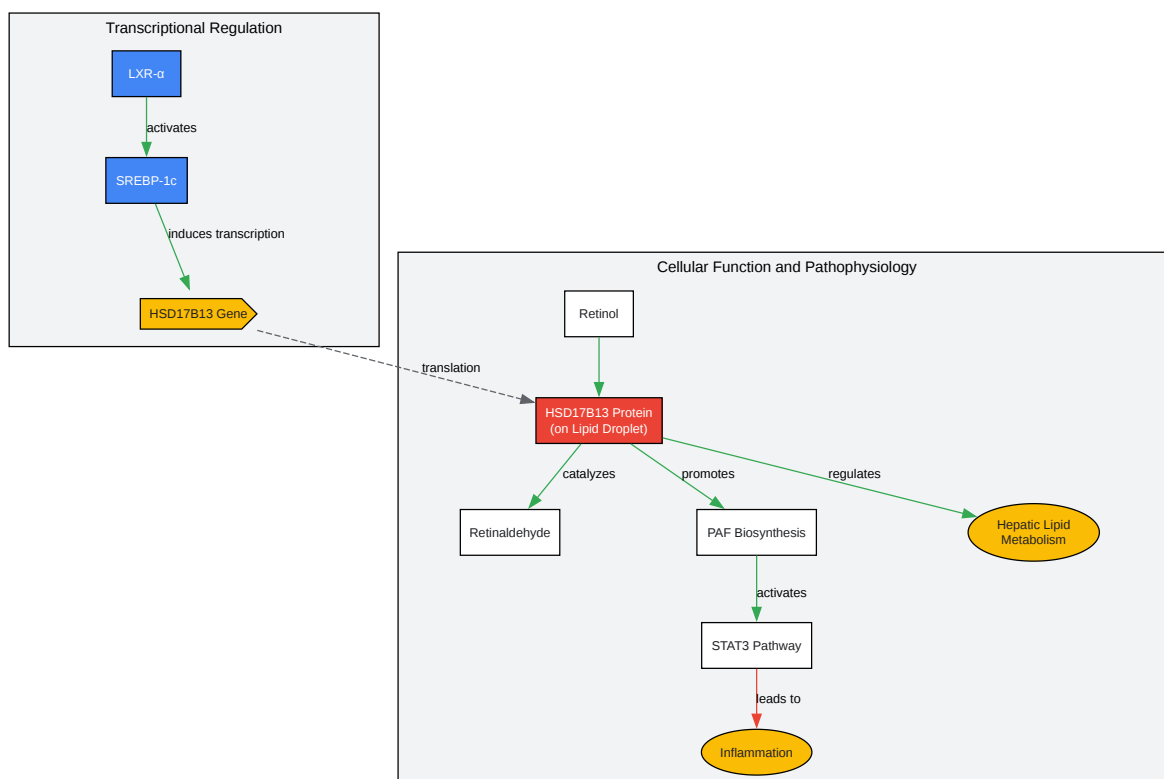 Transcriptional Regulation
LXR-α
activates
SREBP-1c
induces transcription
HSD17B13 Gene
translation
Cellular Function and Pathophysiology
Retinol
HSD17B13 Protein
(on Lipid Droplet)
catalyzes
promotes
regulates
Retinaldehyde
PAF Biosynthesis
Hepatic Lipid
Metabolism
activates
STAT3 Pathway
leads to
Inflammation